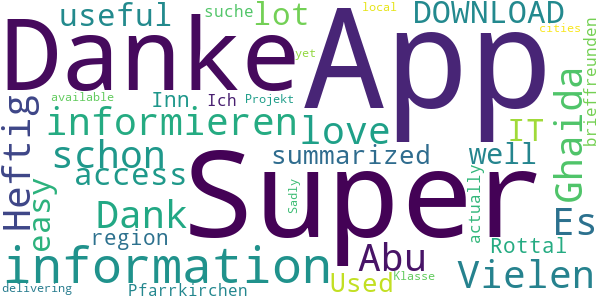 useful
suche
lot
local
DOWNLOAD
cities
Danke
App
yet
brieffreunden
available
Inn
Ich
Projekt
Heftig
informieren
love
IT
Ghaida
schon
summarized
well
access
easy
Super
Sadly
actually
Dank
Es
region
Abu
Rottal
information
Used
Klasse
Vielen
delivering
Pfarrkirchen